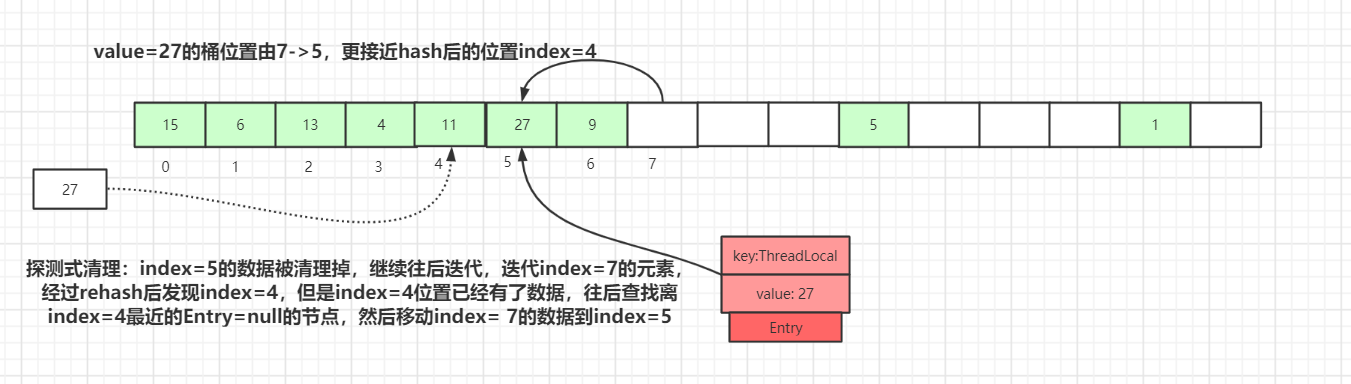 value=27的桶位置由7->5，更接近hash后的位置index=4
15 6 13 4 11 27 9 5 1
0 1 2 3 4 5 6 7
27
key:ThreadLocal
value: 27
Entry
探测式清理：index=5的数据被清理掉，继续往后迭代，迭代index=7的元素，
经过rehash后发现index=4，但是index=4位置已经有了数据，往后查找离
index=4最近的Entry=null的节点，然后移动index= 7的数据到index=5